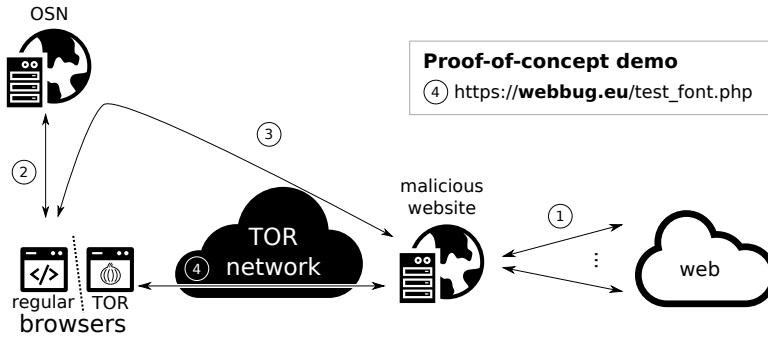 OSN
Proof-of-concept demo
4 https://webbug.eu/test_font.php
3
2
malicious
website
1
TOR
network
4
...
web
</>
regular
TOR
browsers